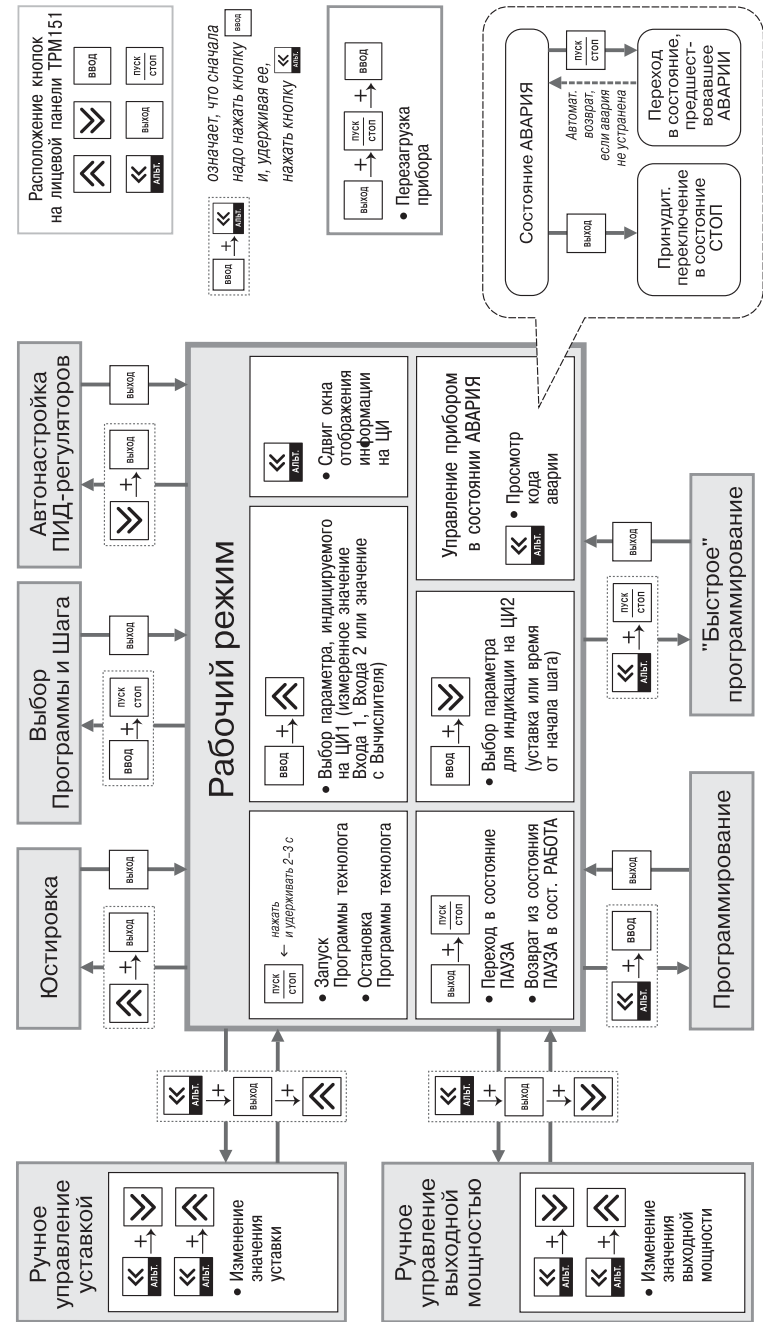 Ручное
управление
уставкой
АЛЬТ.
АЛЬТ.
• Изменение
значения
уставки
Ручное
управление
выходной
мощностью
АЛЬТ.
АЛЬТ.
• Изменение
значения
выходной
мощности
АЛЬТ.
ВЫХОД
АЛЬТ.
ВЫХОД
Юстировка
ВЫХОД
ВЫХОД
Выбор
Программы и Шага
ВВОД
ПУСК
СТОП
ВЫХОД
Автонастройка
ПИД-регуляторов
ВЫХОД
ВЫХОД
Рабочий режим
ПУСК
СТОП
нажать
и удерживать 2–3 с
• Запуск
Программы технолога
• Остановка
Программы технолога
ВВОД
• Выбор параметра, индицируемого
на ЦИ1 (измеренное значение
Входа 1, Входа 2 или значение
с Вычислителя)
АЛЬТ.
• Сдвиг окна
отображения
информации
на ЦИ
ВЫХОД
ПУСК
СТОП
• Переход в состояние
ПАУЗА
• Возврат из состояния
ПАУЗА в сост. РАБОТА
ВВОД
• Выбор параметра
для индикации на ЦИ2
(уставка или время
от начала шага)
Управление прибором
в состоянии АВАРИЯ
АЛЬТ.
• Просмотр
кода
аварии
АЛЬТ.
ВВОД
ВЫХОД
Программирование
АЛЬТ.
ПУСК
СТОП
ВЫХОД
"Быстрое"
программирование
Расположение кнопок
на лицевой панели ТРМ151
ВВОД
АЛЬТ.
ВЫХОД
ПУСК
СТОП
ВВОД
АЛЬТ.
означает, что сначала
надо нажать кнопку ВВОД,
и, удерживая ее,
нажать кнопку АЛЬТ.
ВЫХОД
ПУСК
СТОП
ВВОД
• Перезагрузка
прибора
Состояние АВАРИЯ
ВЫХОД
Принудит.
переключение
в состояние
СТОП
Автомат.
возврат,
если авария
не устранена
ПУСК
СТОП
Переход
в состояние,
предшест-
вовавшее
АВАРИИ